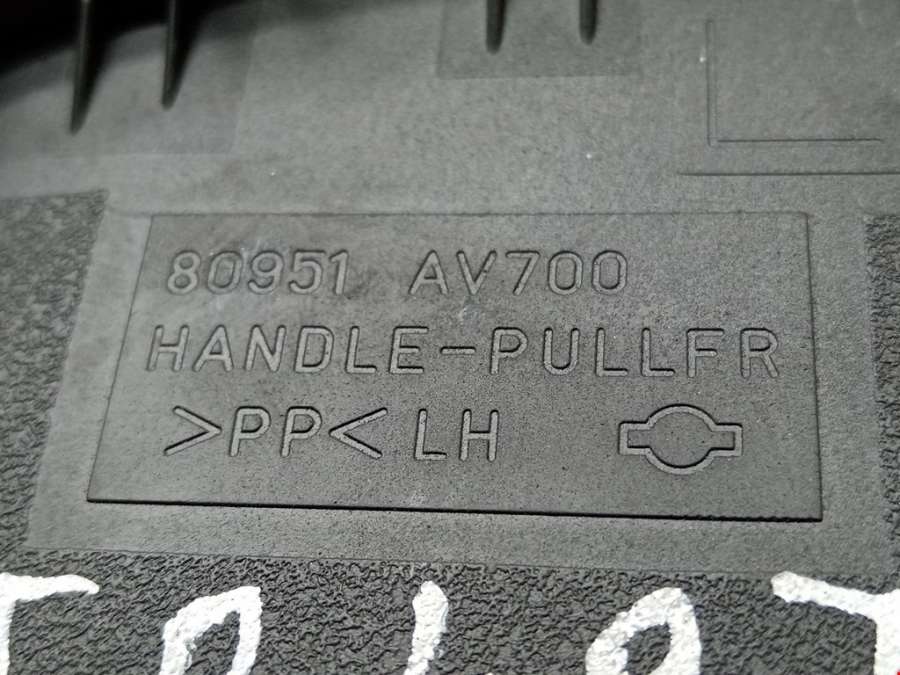 80951 AV700
HANDLE-PULLFR
>PP< LH